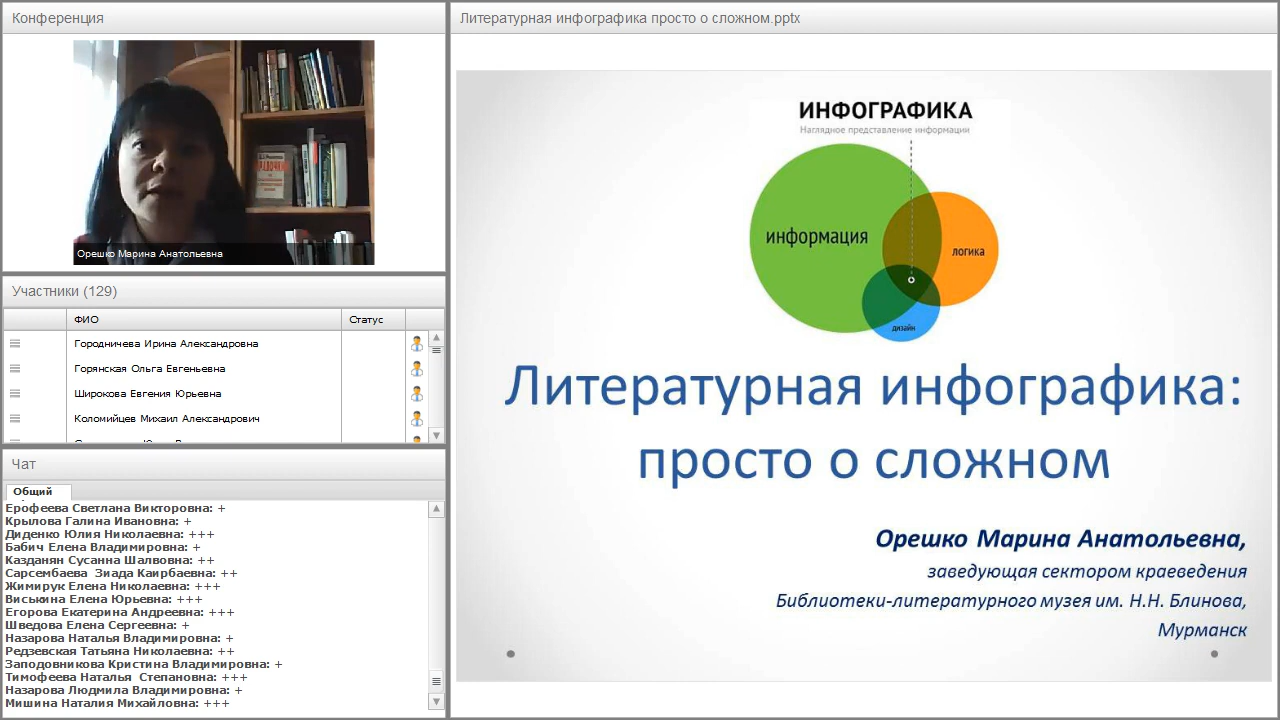 Конференция
Орешко Марина Анатольевна
Участники (129)
ФИО Статус
Городничева Ирина Александровна
Горянская Ольга Евгеньевна
Широкова Евгения Юрьевна
Коломийцев Михаил Александрович
Чат
Общий
Ерофеева Светлана Викторовна: +
Крылова Галина Ивановна: +
Диденко Юлия Николаевна: +++
Бабич Елена Владимировна: +
Казданян Сусанна Шалвовна: ++
Сарсембаева Зиада Каирбаевна: ++
Жимирук Елена Николаевна: +++
Виськина Елена Юрьевна: +++
Егорова Екатерина Андреевна: +++
Шведова Елена Сергеевна: +
Назарова Наталья Владимировна: +
Редзевская Татьяна Николаевна: ++
Заподовникова Кристина Владимировна: +
Тимофеева Наталья Степановна: +++
Назарова Людмила Владимировна: +
Мишина Наталия Михайловна: +++
Литературная инфографика просто о сложном.pptx
ИНФОГРАФИКА
Наглядное представление информации
информация
логика
дизайн
Литературная инфографика:
просто о сложном
Орешко Марина Анатольевна,
заведующая сектором краеведения
Библиотеки-литературного музея им. Н.Н. Блинова,
Мурманск